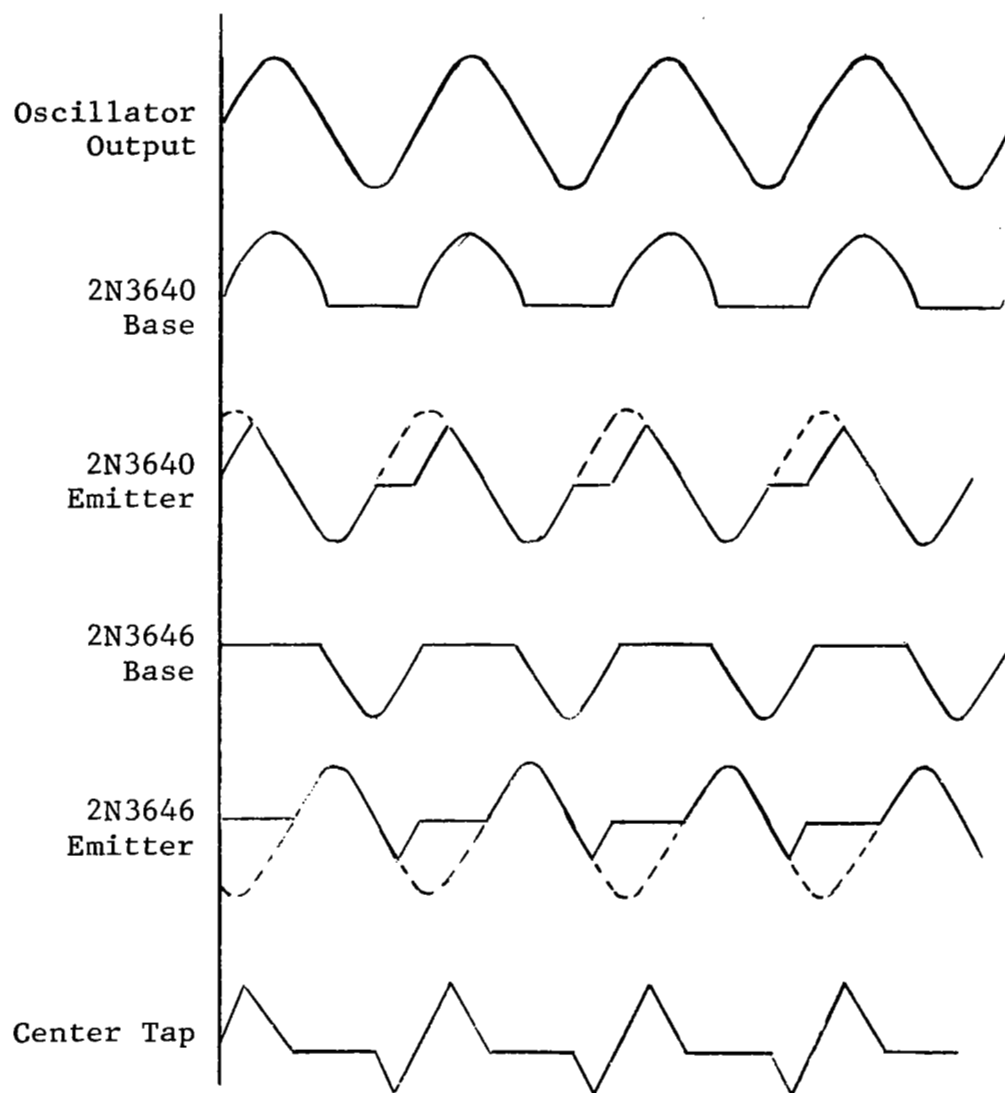 Oscillator
Output
2N3640
Base
2N3640
Emitter
2N3646
Base
2N3646
Emitter
Center Tap